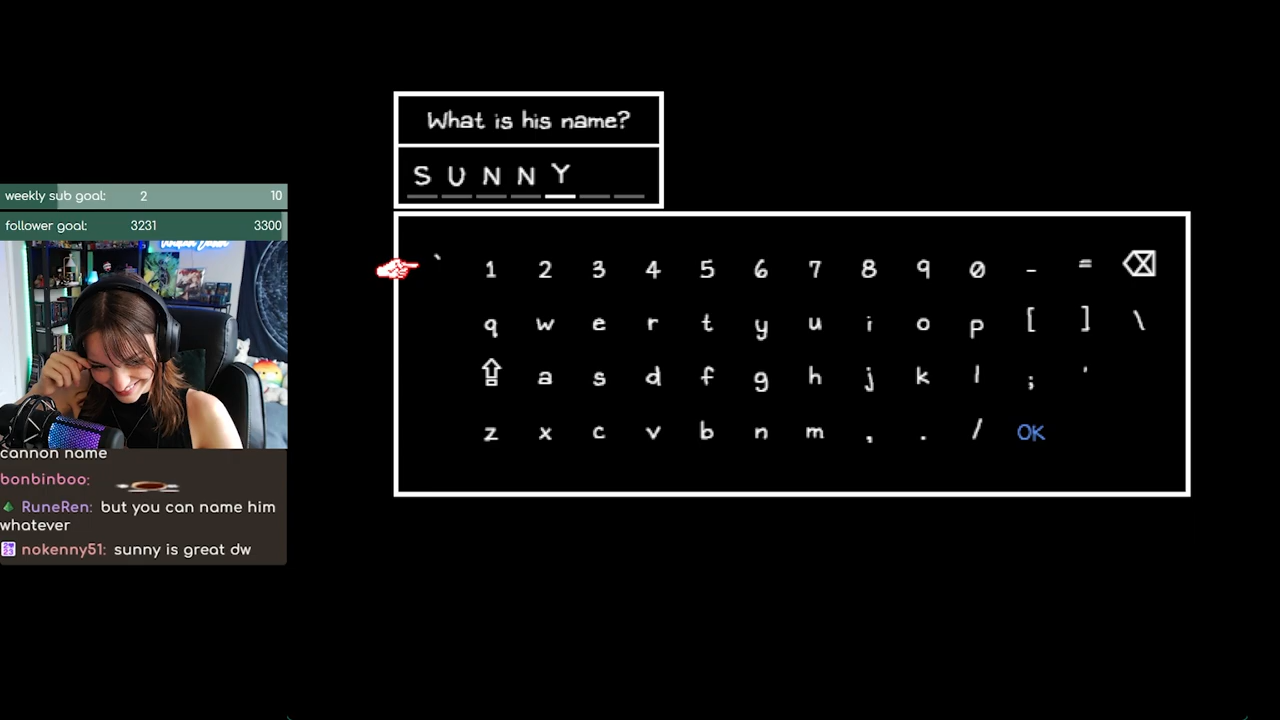 What is his name?
S U N N Y
weekly sub goal: 2 10
follower goal: 3231 3300
` 1 2 3 4 5 6 7 8 9 0 - =
q w e r t y u i o p [ ] \
a s d f g h j k l ; '
z x c v b n m , . / OK
cannon name
bonbinboo:
RuneRen: but you can name him
whatever
nokenny51: sunny is great dw